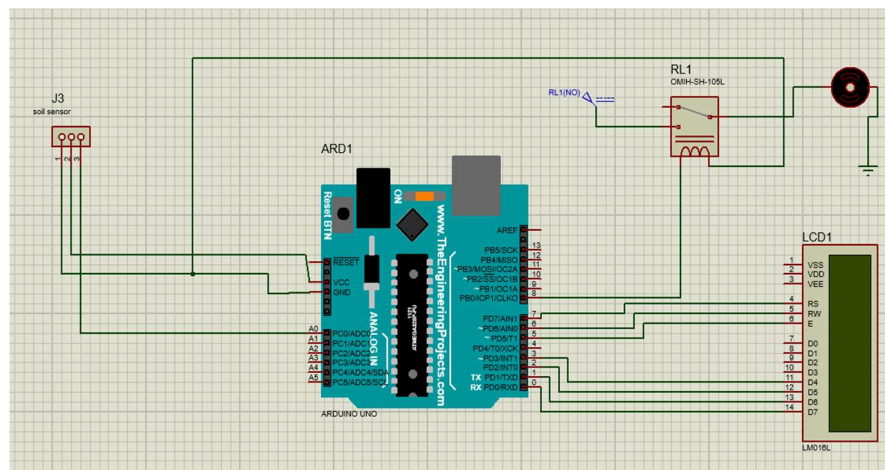 J3
soil sensor
1
2
3
RL1(NO)
RL1
OMIH-SH-105L
ARD1
ON
Reset BTN
www.TheEngineeringProjects.com
ANALOG IN
RESET
VCC
GND
A0 PC0/ADC0
A1 PC1/ADC1
A2 PC2/ADC2
A3 PC3/ADC3
A4 PC4/ADC4/SDA
A5 PC5/ADC5/SCL
AREF
PB5/SCK 13
PB4/MISO 12
~PB3/MOSI/OC2A 11
~PB2/SS/OC1B 10
~PB1/OC1A 9
PB0/ICP1/CLKO 8
PD7/AIN1 7
~PD6/AIN0 6
~PD5/T1 5
PD4/T0/XCK 4
~PD3/INT1 3
PD2/INT0 2
TX PD1/TXD 1
RX PD0/RXD 0
ARDUINO UNO
LCD1
1 VSS
2 VDD
3 VEE
4 RS
5 RW
6 E
7 D0
8 D1
9 D2
10 D3
11 D4
12 D5
13 D6
14 D7
LM016L